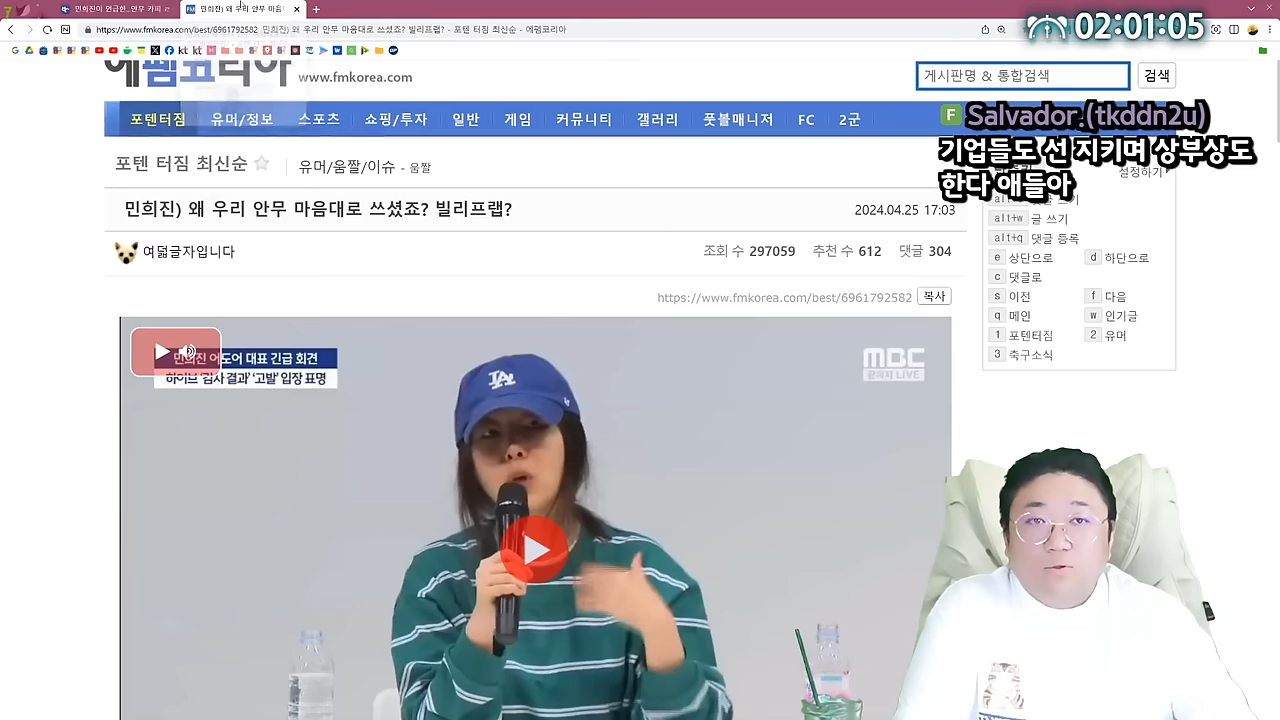 민희진이 언급한...안무 카피
민희진) 왜 우리 안무 마음
https://www.fmkorea.com/best/6961792582
민희진) 왜 우리 안무 마음대로 쓰셨죠? 빌리프랩? - 포텐 터짐 최신순 - 에펨코리아
02:01:05
에펨코리아
www.fmkorea.com
게시판명 & 통합검색
검색
포텐터짐 유머/정보 스포츠 쇼핑/투자 일반 게임 커뮤니티 갤러리 풋볼매니저 FC 2군
F Salvador.(tkddn2u)
기업들도 선 지키며 상부상도
한다 애들아
포텐 터짐 최신순
유머/움짤/이슈 - 움짤
설정하기
민희진) 왜 우리 안무 마음대로 쓰셨죠? 빌리프랩?
2024.04.25 17:03
여덟글자입니다
조회 수 297059 추천 수 612 댓글 304
https://www.fmkorea.com/best/6961792582 복사
alt+w 글 쓰기
alt+q 댓글 등록
e 상단으로 d 하단으로
c 댓글로
s 이전 f 다음
q 메인 w 인기글
1 포텐터짐 2 유머
3 축구소식
민희진 어도어 대표 긴급 회견
하이브 '감사 결과' '고발' 입장 표명
MBC
끝까지 LIVE
LA